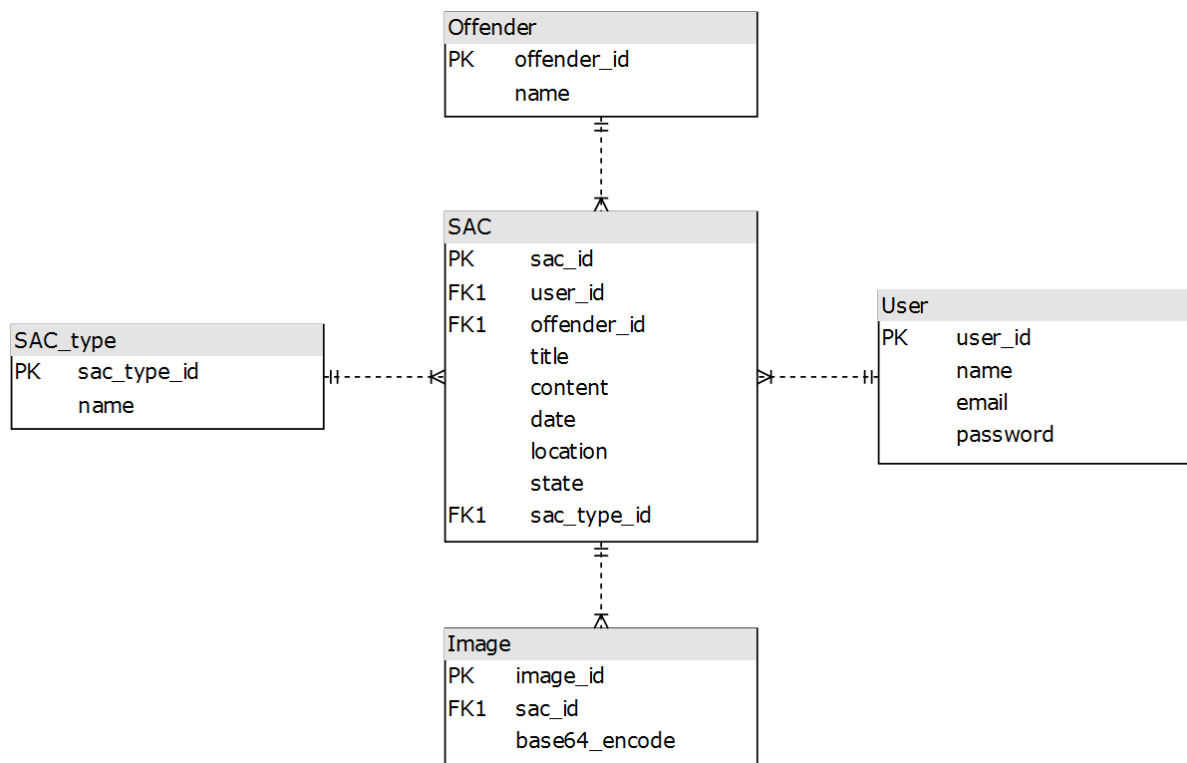 Offender
PK offender_id
name
SAC
PK sac_id
FK1 user_id
FK1 offender_id
title
content
date
location
state
FK1 sac_type_id
SAC_type
PK sac_type_id
name
User
PK user_id
name
email
password
Image
PK image_id
FK1 sac_id
base64_encode